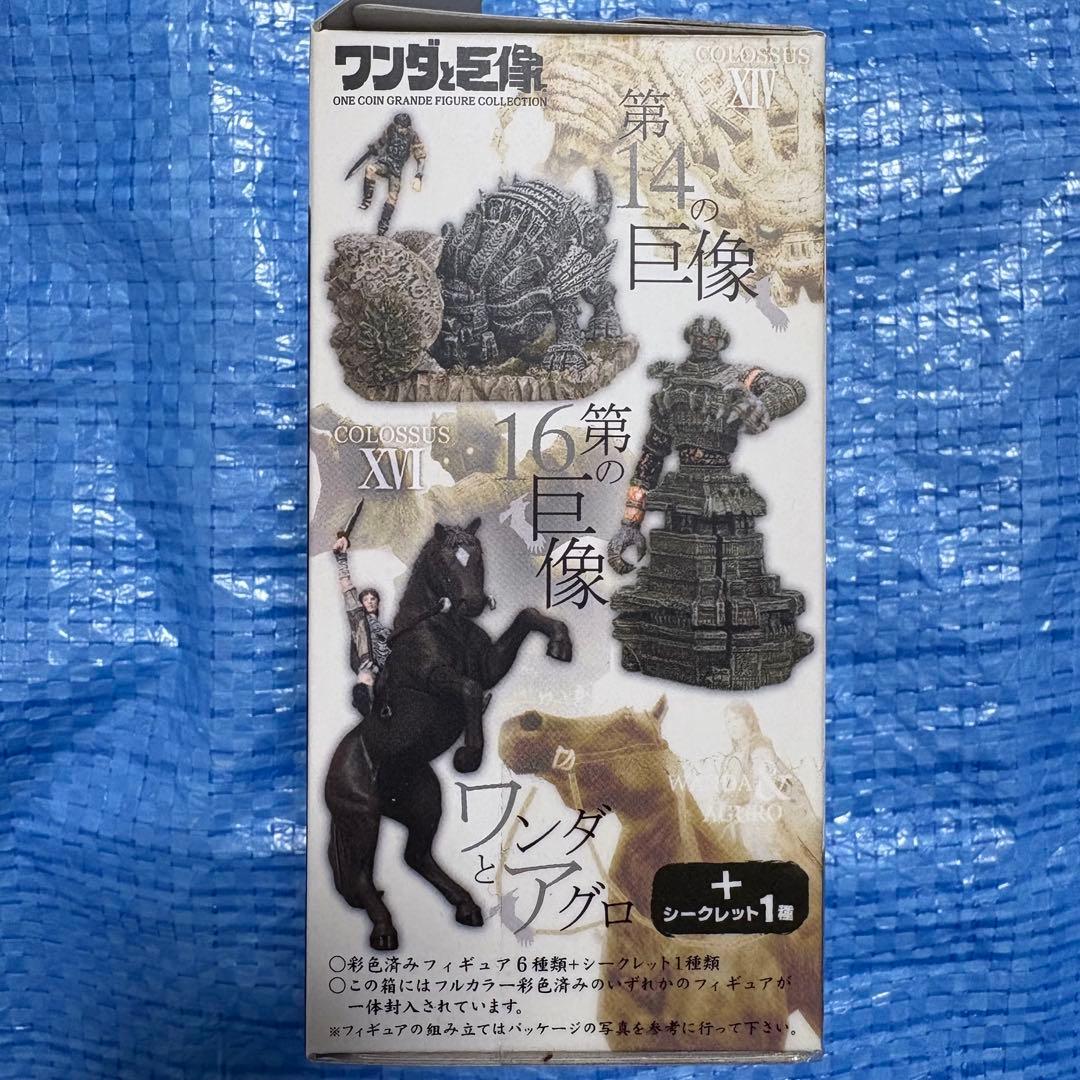 ワンダと巨像
ONE COIN GRANDE FIGURE COLLECTION
COLOSSUS
XIV
第14の巨像
COLOSSUS
XVI
第16の巨像
WANDA &
AGURO
ワンダとアグロ
＋
シークレット1種
○彩色済みフィギュア6種類+シークレット1種類
○この箱にはフルカラー彩色済みのいずれかのフィギュアが
一体封入されています。
※フィギュアの組み立てはパッケージの写真を参考に行って下さい。